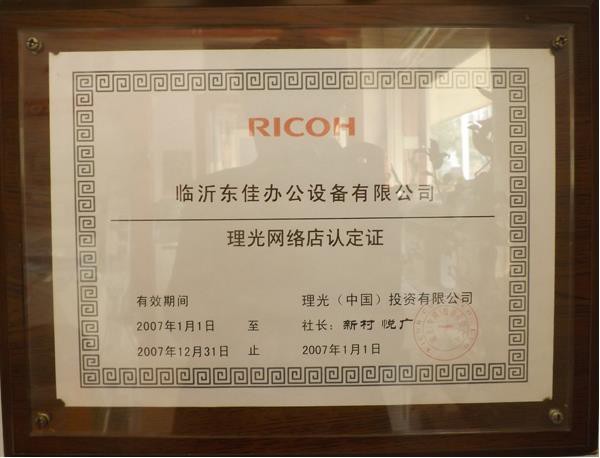 RICOH
临沂东佳办公设备有限公司
理光网络店认定证
有效期间 理光（中国）投资有限公司
2007年1月1日 至 社长：新村 悦广
2007年12月31日 止 2007年1月1日